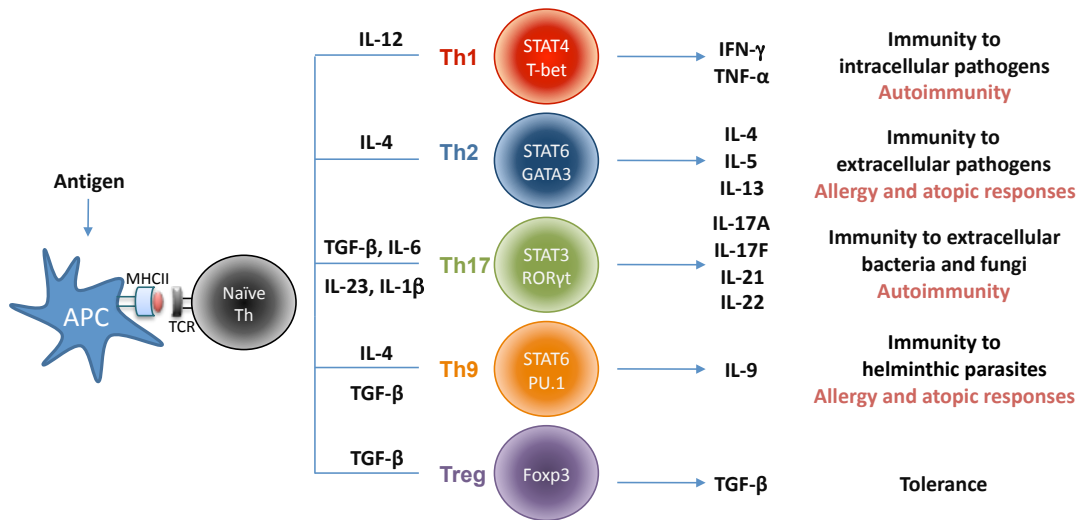 Antigen
APC
MHCII
TCR
Naïve
Th
IL-12
Th1
STAT4
T-bet
IFN-γ
TNF-α
Immunity to
intracellular pathogens
Autoimmunity
IL-4
Th2
STAT6
GATA3
IL-4
IL-5
IL-13
Immunity to
extracellular pathogens
Allergy and atopic responses
TGF-β, IL-6
IL-23, IL-1β
Th17
STAT3
RORγt
IL-17A
IL-17F
IL-21
IL-22
Immunity to extracellular
bacteria and fungi
Autoimmunity
IL-4
TGF-β
Th9
STAT6
PU.1
IL-9
Immunity to
helminthic parasites
Allergy and atopic responses
TGF-β
Treg
Foxp3
TGF-β
Tolerance